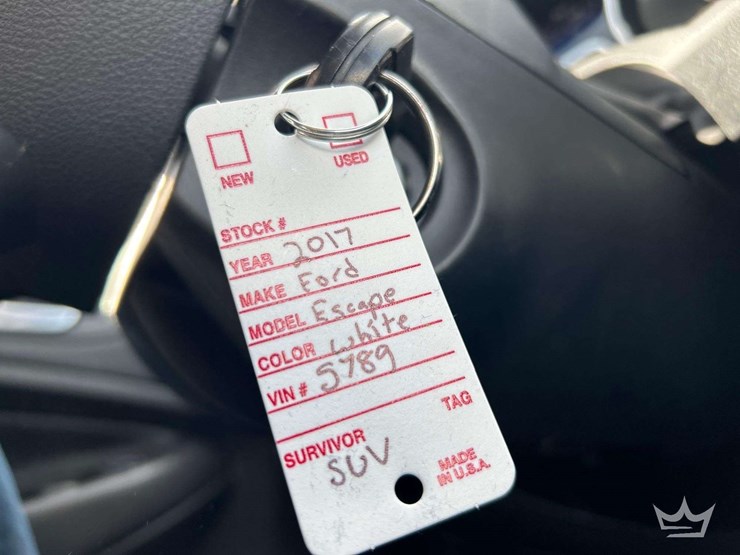 NEW USED
STOCK #
YEAR 2017
MAKE Ford
MODEL Escape
COLOR white
VIN # 5789
TAG
SURVIVOR
SUV
MADE
IN U.S.A.